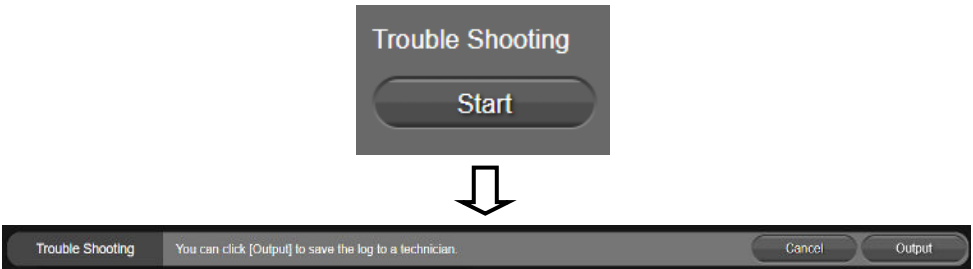 Trouble Shooting
Start
Trouble Shooting You can click [Output] to save the log to a technician. Cancel Output